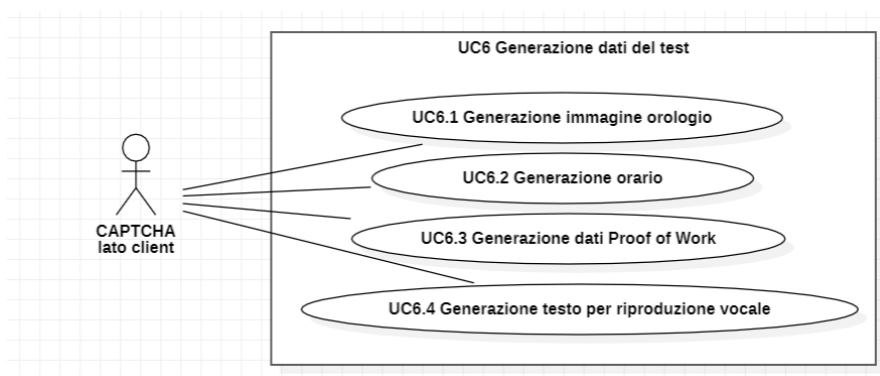 UC6 Generazione dati del test
UC6.1 Generazione immagine orologio
UC6.2 Generazione orario
UC6.3 Generazione dati Proof of Work
UC6.4 Generazione testo per riproduzione vocale
CAPTCHA
lato client